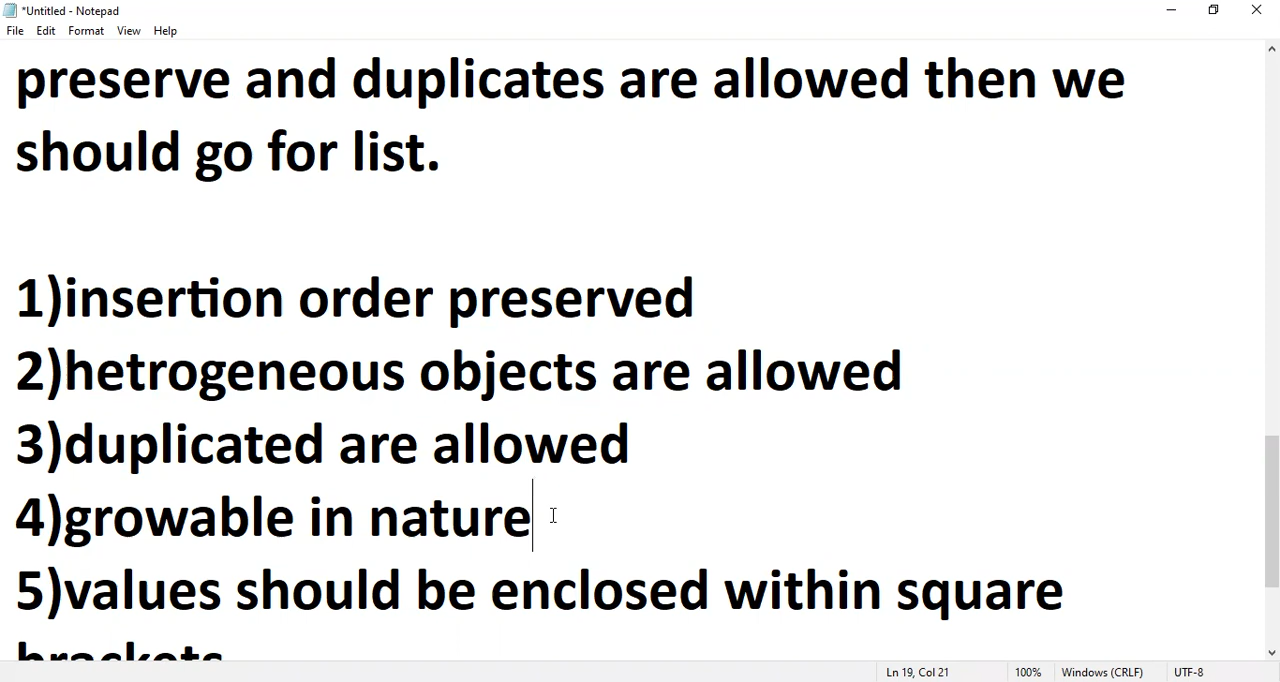 *Untitled - Notepad
File Edit Format View Help
preserve and duplicates are allowed then we
should go for list.
1)insertion order preserved
2)hetrogeneous objects are allowed
3)duplicated are allowed
4)growable in nature
5)values should be enclosed within square
brackets
Ln 19, Col 21 100% Windows (CRLF) UTF-8